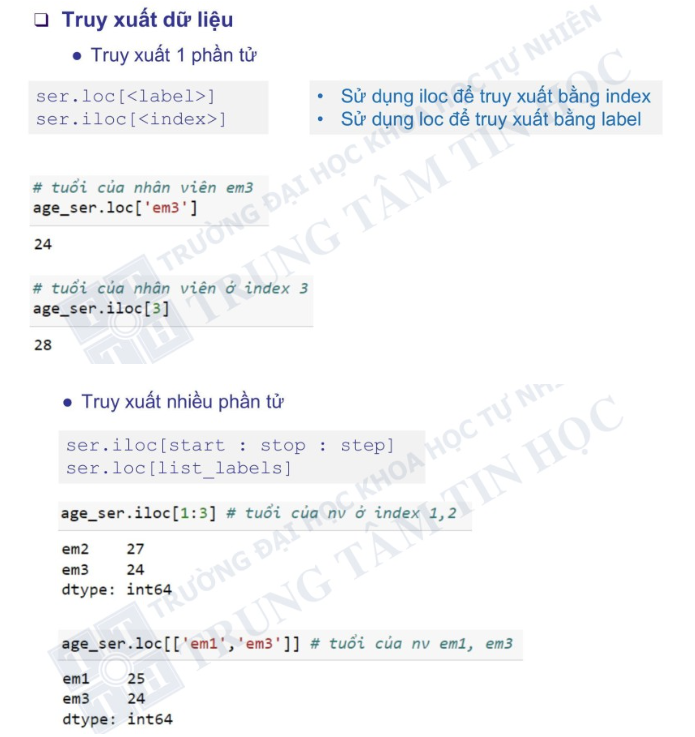 ❑ Truy xuất dữ liệu
● Truy xuất 1 phần tử
ser.loc[<label>]
ser.iloc[<index>]
• Sử dụng iloc để truy xuất bằng index
• Sử dụng loc để truy xuất bằng label
# tuổi của nhân viên em3
age_ser.loc['em3']
24
# tuổi của nhân viên ở index 3
age_ser.iloc[3]
28
TRƯỜNG ĐẠI HỌC KHOA HỌC TỰ NHIÊN
TRUNG TÂM TIN HỌC
● Truy xuất nhiều phần tử
ser.iloc[start : stop : step]
ser.loc[list_labels]
age_ser.iloc[1:3] # tuổi của nv ở index 1,2
em2 27
em3 24
dtype: int64
age_ser.loc[['em1','em3']] # tuổi của nv em1, em3
em1 25
em3 24
dtype: int64
TRƯỜNG ĐẠI HỌC KHOA HỌC TỰ
TRUNG TÂM TIN HỌC